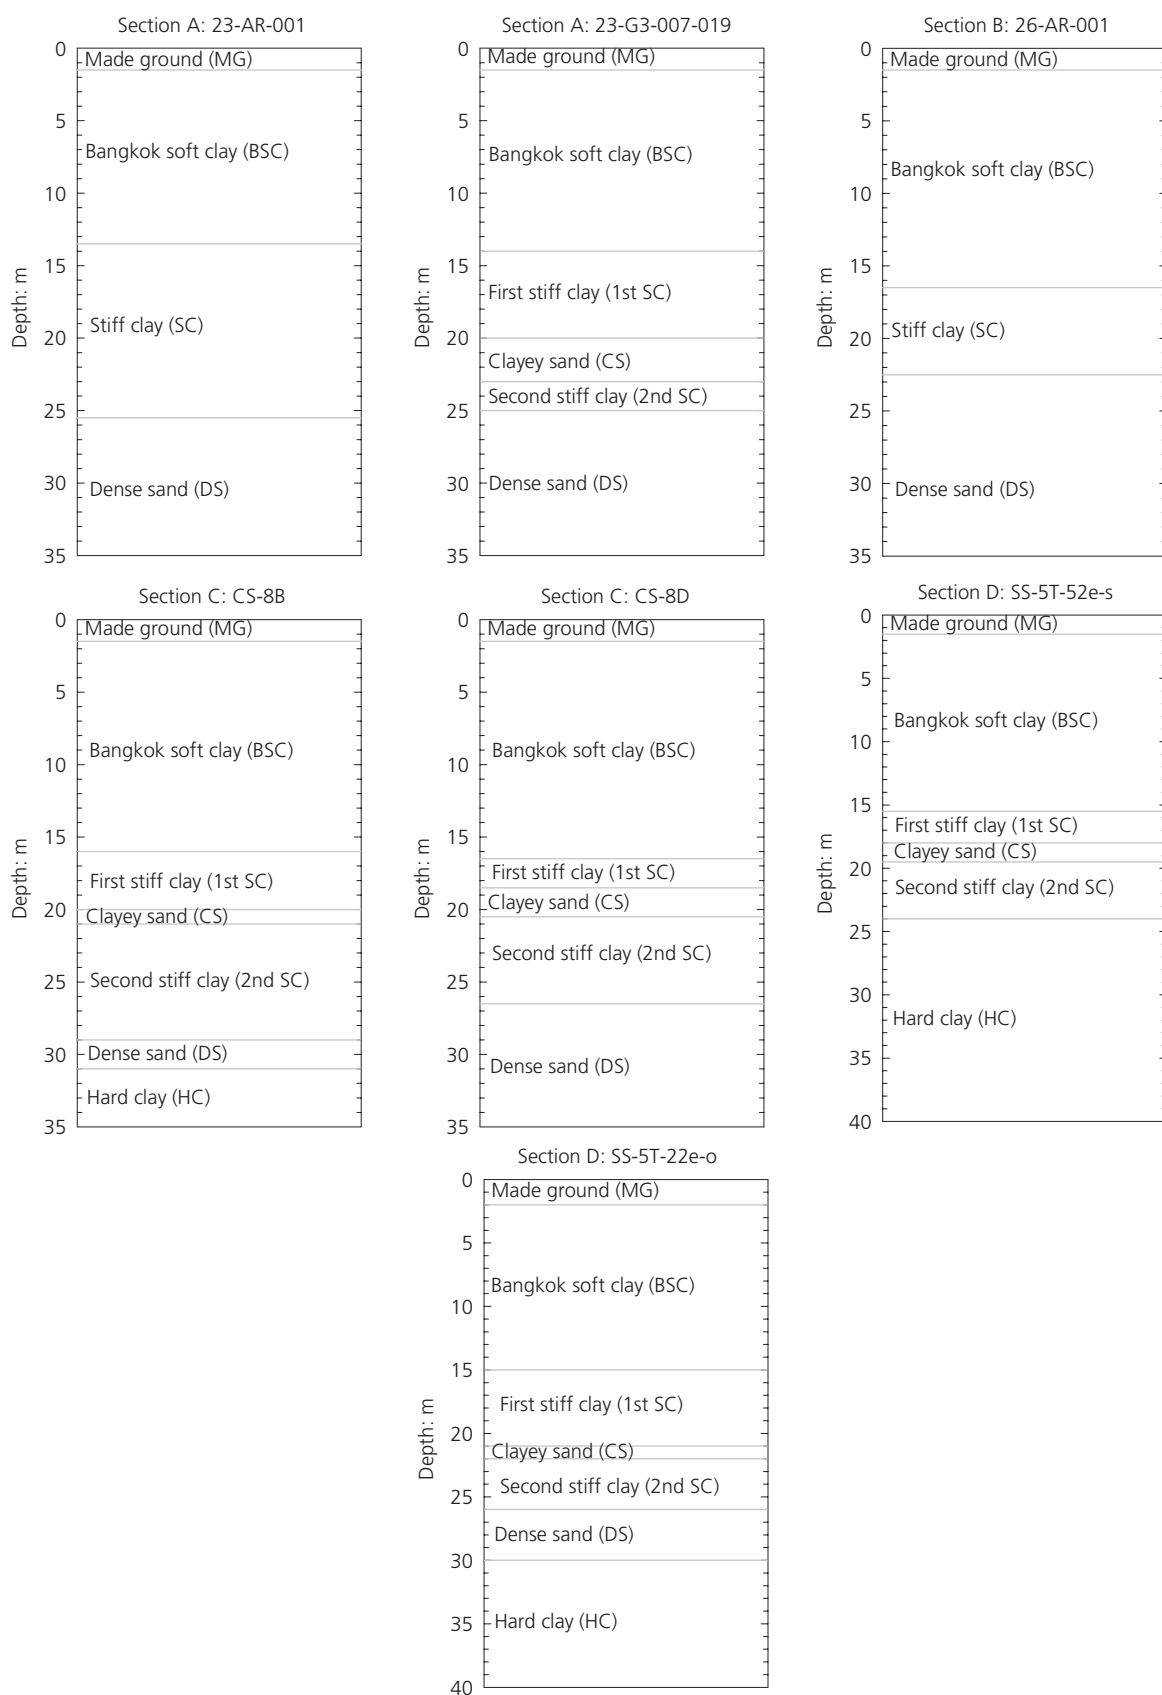 Section A: 23-AR-001
0
5
10
15
20
25
30
35
Depth: m
Made ground (MG)
Bangkok soft clay (BSC)
Stiff clay (SC)
Dense sand (DS)
Section A: 23-G3-007-019
0
5
10
15
20
25
30
35
Depth: m
Made ground (MG)
Bangkok soft clay (BSC)
First stiff clay (1st SC)
Clayey sand (CS)
Second stiff clay (2nd SC)
Dense sand (DS)
Section B: 26-AR-001
0
5
10
15
20
25
30
35
Depth: m
Made ground (MG)
Bangkok soft clay (BSC)
Stiff clay (SC)
Dense sand (DS)
Section C: CS-8B
0
5
10
15
20
25
30
35
Depth: m
Made ground (MG)
Bangkok soft clay (BSC)
First stiff clay (1st SC)
Clayey sand (CS)
Second stiff clay (2nd SC)
Dense sand (DS)
Hard clay (HC)
Section C: CS-8D
0
5
10
15
20
25
30
35
Depth: m
Made ground (MG)
Bangkok soft clay (BSC)
First stiff clay (1st SC)
Clayey sand (CS)
Second stiff clay (2nd SC)
Dense sand (DS)
Section D: SS-5T-52e-s
0
5
10
15
20
25
30
35
40
Depth: m
Made ground (MG)
Bangkok soft clay (BSC)
First stiff clay (1st SC)
Clayey sand (CS)
Second stiff clay (2nd SC)
Hard clay (HC)
Section D: SS-5T-22e-o
0
5
10
15
20
25
30
35
40
Depth: m
Made ground (MG)
Bangkok soft clay (BSC)
First stiff clay (1st SC)
Clayey sand (CS)
Second stiff clay (2nd SC)
Dense sand (DS)
Hard clay (HC)